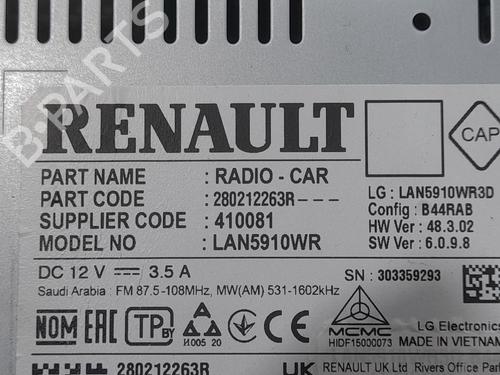 B-PARTS
RENAULT
CAP
PART NAME : RADIO - CAR
PART CODE : 280212263R---
SUPPLIER CODE : 410081
MODEL NO : LAN5910WR
LG : LAN5910WR3D
Config : B44RAB
HW Ver : 48.3.02
SW Ver : 6.0.9.8
DC 12 V 3.5 A
SN : 303359293
Saudi Arabia : FM 87.5-108MHz, MW(AM) 531-1602kHz
NOM EAC TP BY И005 20 CE
MCMC
HIDF15000073
LG Electronics
MADE IN VIETNAM
280212263R
UK RENAULT UK Ltd Rivers Office Par